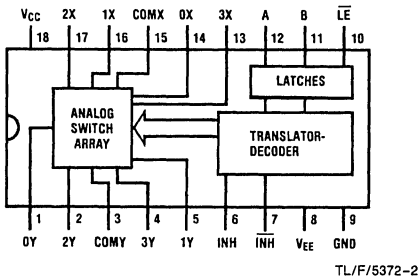 VCC 2X 1X COMX 0X 3X A B LE
18 17 16 15 14 13 12 11 10
LATCHES
ANALOG
SWITCH
ARRAY
TRANSLATOR-
DECODER
1 2 3 4 5 6 7 8 9
0Y 2Y COMY 3Y 1Y INH INH VEE GND
TL/F/5372-2